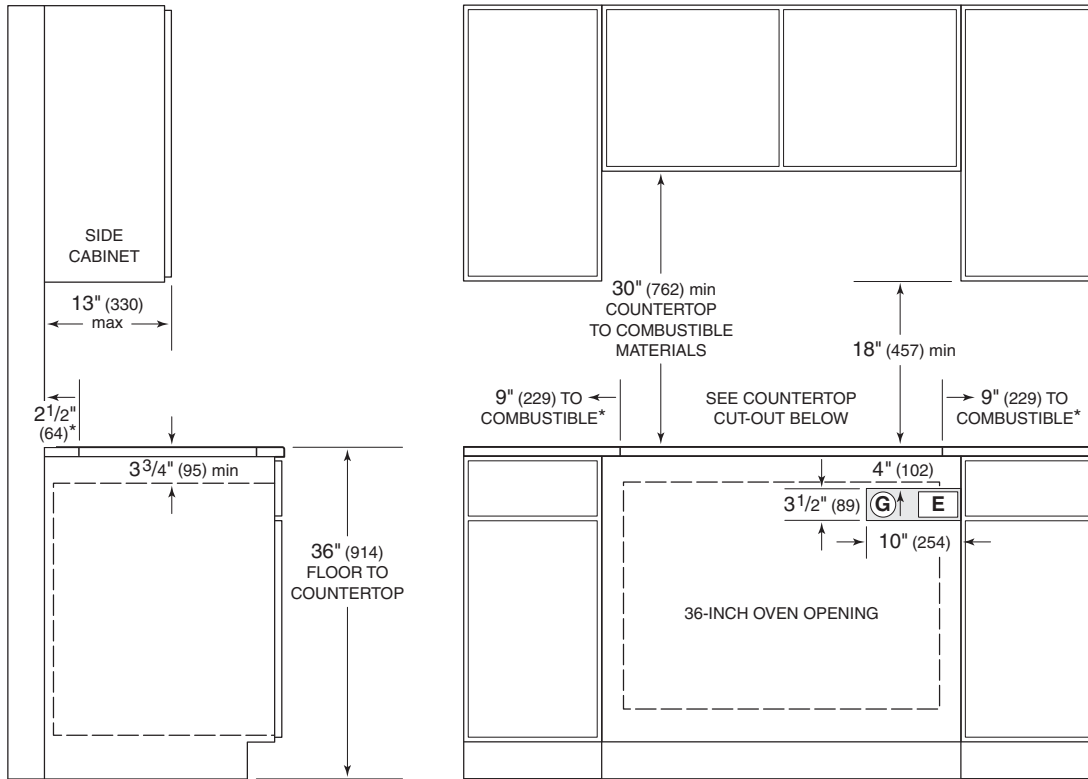 SIDE
CABINET
13" (330)
max
30" (762) min
COUNTERTOP
TO COMBUSTIBLE
MATERIALS
18" (457) min
2 1/2"
(64)*
9" (229) TO
COMBUSTIBLE*
SEE COUNTERTOP
CUT-OUT BELOW
9" (229) TO
COMBUSTIBLE*
3 3/4" (95) min
4" (102)
3 1/2" (89)
G
E
10" (254)
36" (914)
FLOOR TO
COUNTERTOP
36-INCH OVEN OPENING